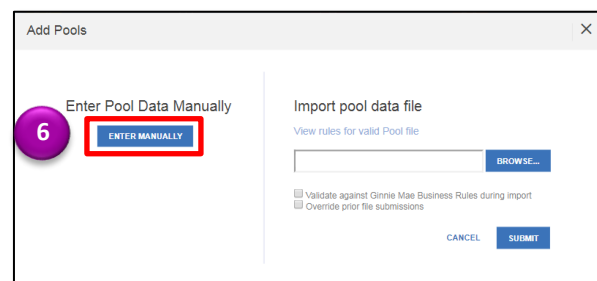 Add Pools
Enter Pool Data Manually
6
ENTER MANUALLY
Import pool data file
View rules for valid Pool file
BROWSE...
Validate against Ginnie Mae Business Rules during import
Override prior file submissions
CANCEL
SUBMIT